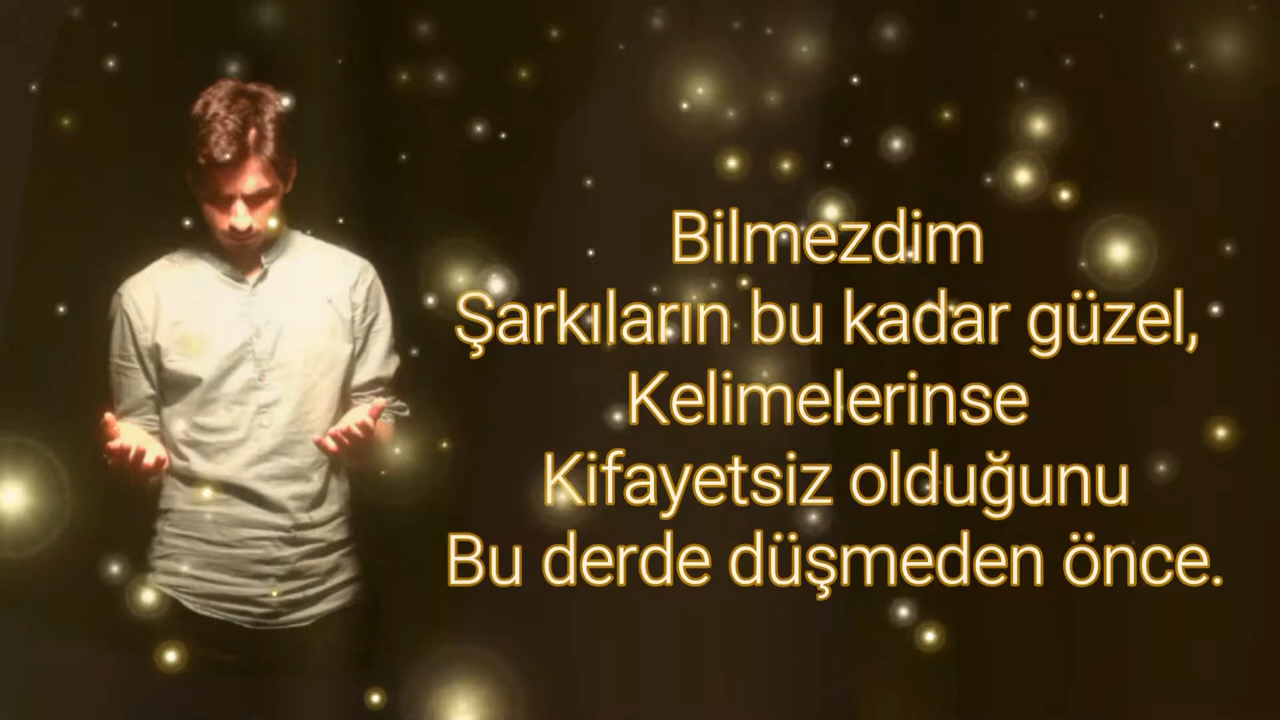 Bilmezdim
Şarkıların bu kadar güzel,
Kelimelerinse
Kifayetsiz olduğunu
Bu derde düşmeden önce.